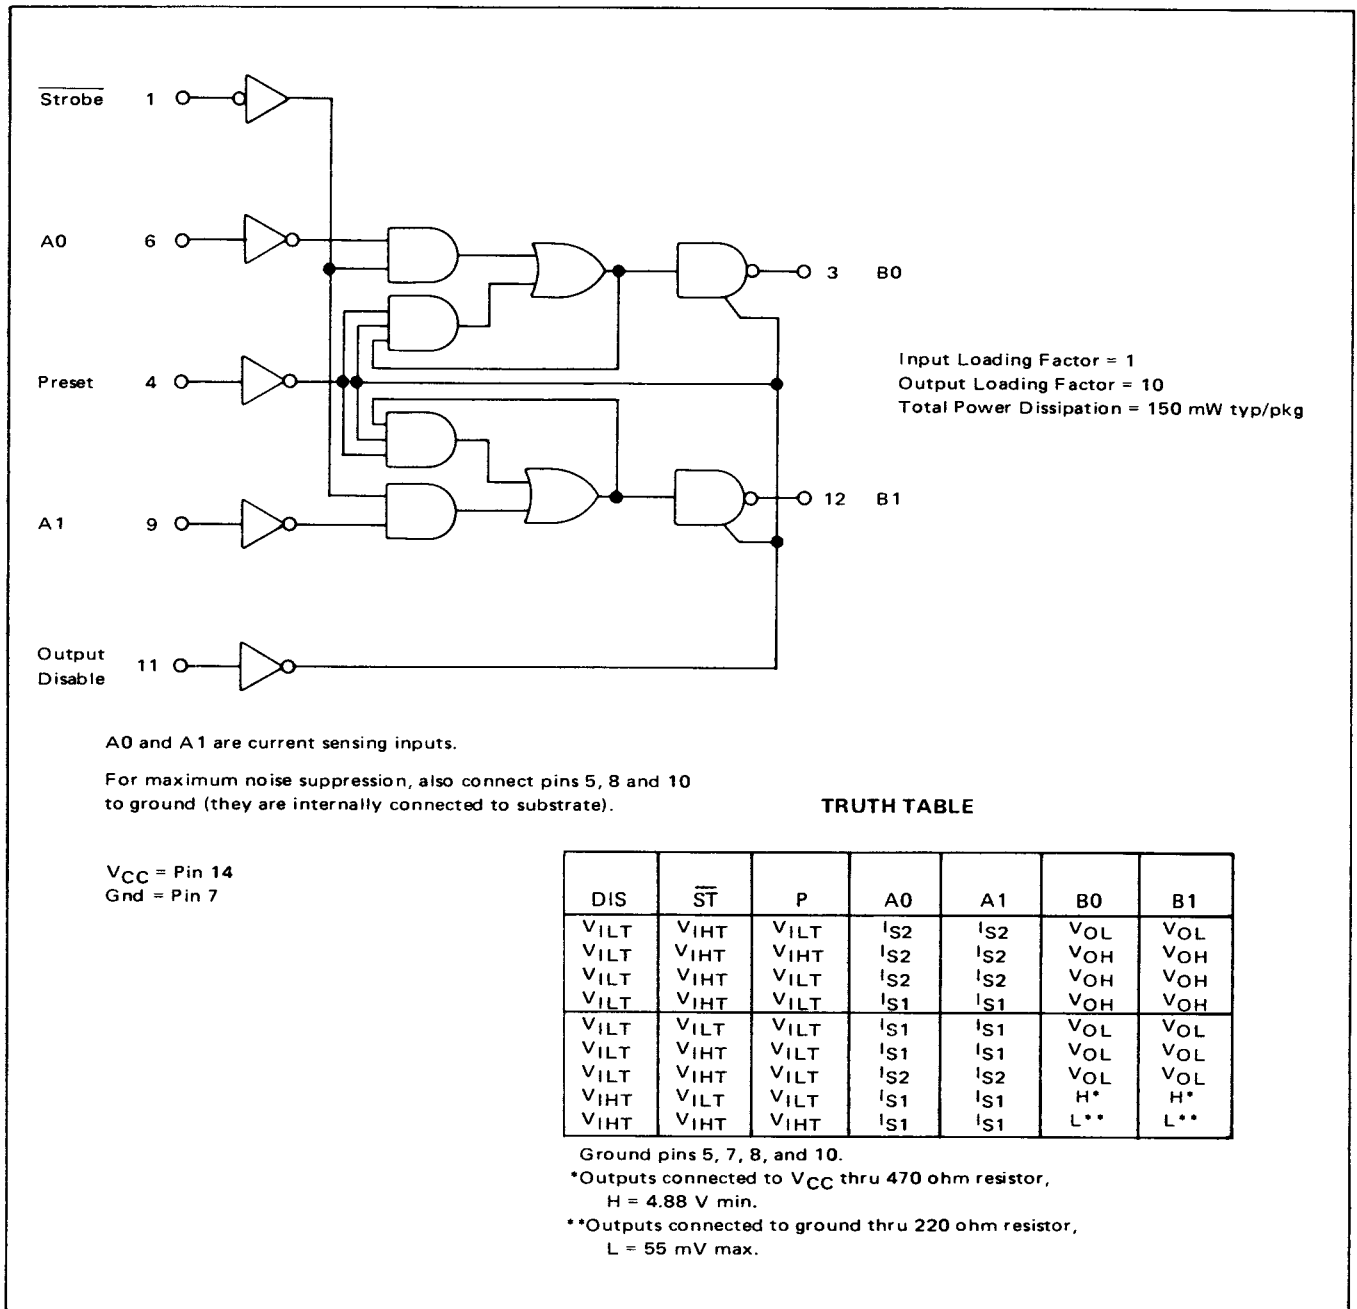 Strobe 1
A0 6
3 B0
Input Loading Factor = 1
Preset 4
Output Loading Factor = 10
Total Power Dissipation = 150 mW typ/pkg
12 B1
A1 9
Output
Disable 11
A0 and A1 are current sensing inputs.
For maximum noise suppression, also connect pins 5, 8 and 10
to ground (they are internally connected to substrate).
TRUTH TABLE
VCC = Pin 14
Gnd = Pin 7
DIS ST P A0 A1 B0 B1
VILT VIHT VILT IS2 IS2 VOL VOL
VILT VIHT VIHT IS2 IS2 VOH VOH
VILT VIHT VILT IS2 IS2 VOH VOH
VILT VIHT VILT IS1 IS1 VOH VOH
VILT VILT VILT IS1 IS1 VOL VOL
VILT VIHT VILT IS1 IS1 VOL VOL
VILT VIHT VILT IS2 IS2 VOL VOL
VIHT VILT VILT IS1 IS1 H* H*
VIHT VIHT VIHT IS1 IS1 L** L**
Ground pins 5, 7, 8, and 10.
*Outputs connected to VCC thru 470 ohm resistor,
H = 4.88 V min.
**Outputs connected to ground thru 220 ohm resistor,
L = 55 mV max.